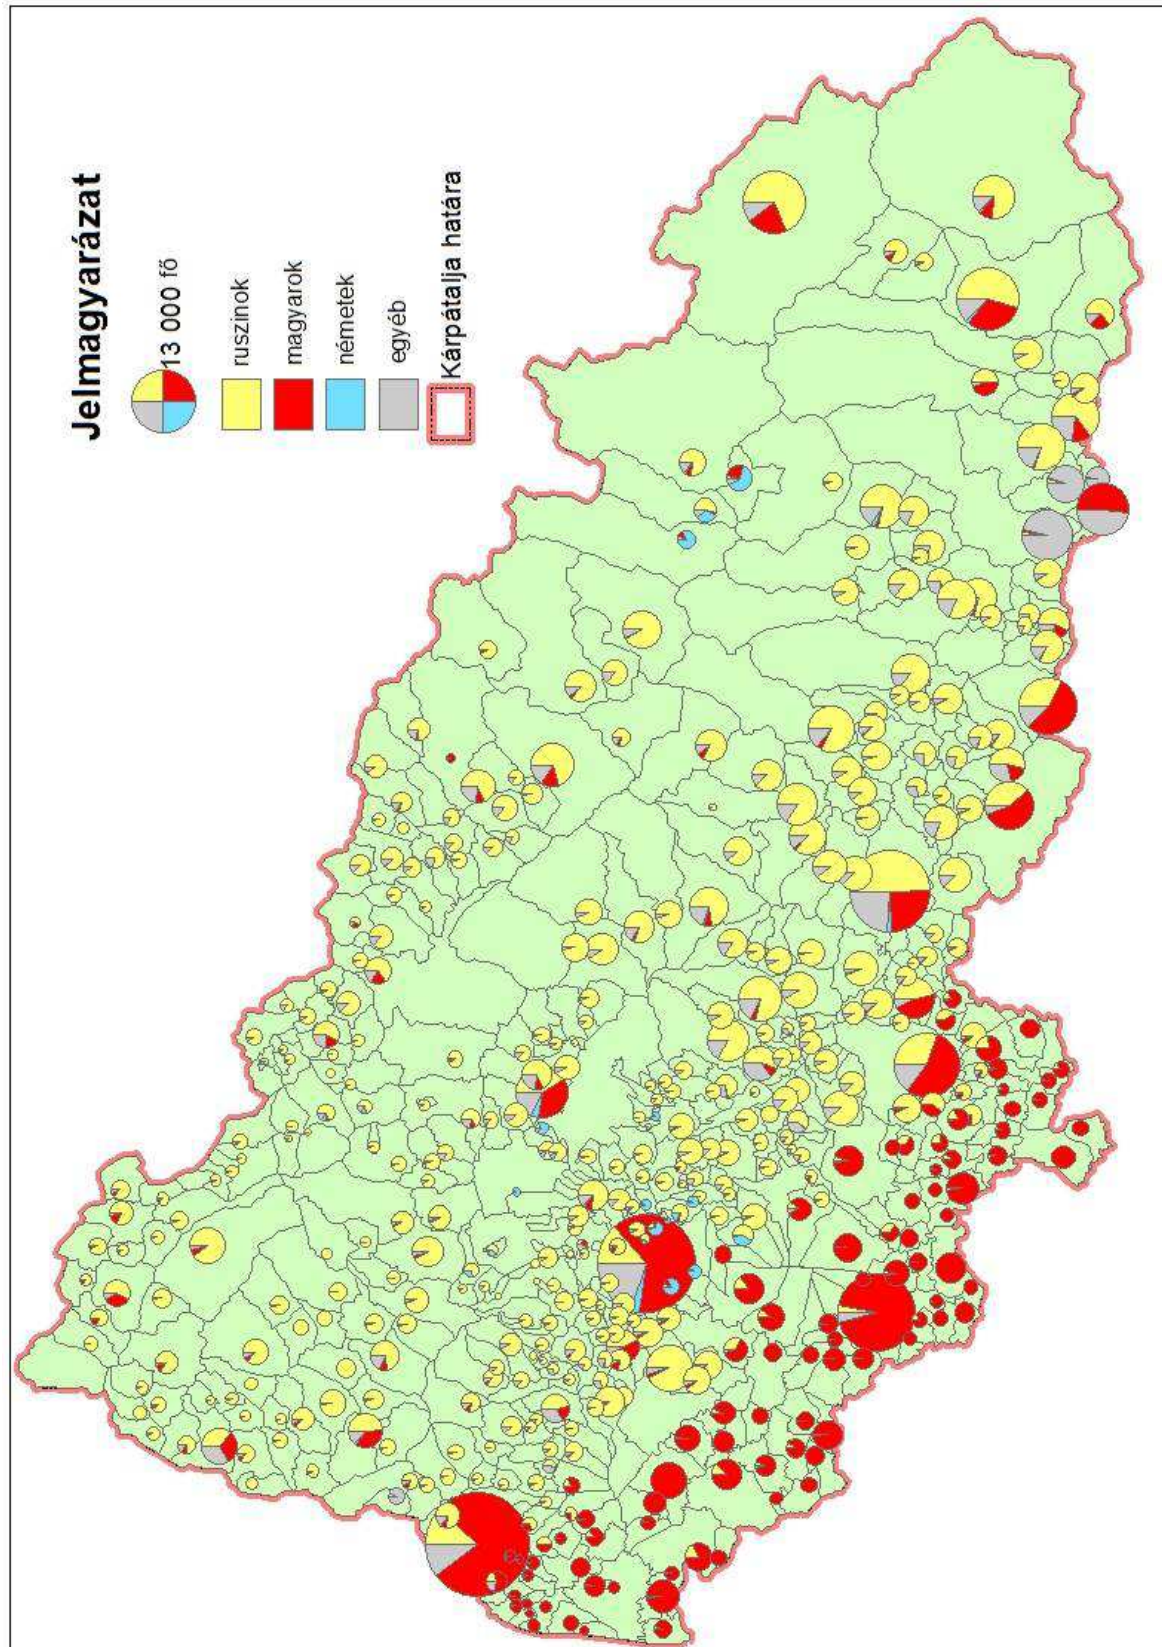 Jelmagyarázat
13 000 fő
ruszinok
magyarok
németek
egyéb
Kárpátalja határa